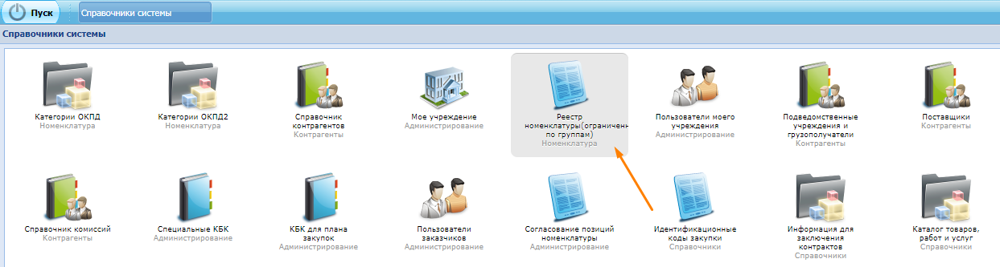 Пуск
Справочники системы
Справочники системы
Категории ОКПД
Номенклатура
Категории ОКПД2
Номенклатура
Справочник
контрагентов
Контрагенты
Мое учреждение
Администрирование
Реестр
номенклатуры(ограничен
по группам)
Номенклатура
Пользователи моего
учреждения
Администрирование
Подведомственные
учреждения и
грузополучатели
Контрагенты
Поставщики
Контрагенты
Справочник комиссий
Контрагенты
Специальные КБК
Администрирование
КБК для плана
закупок
Администрирование
Пользователи
заказчиков
Администрирование
Согласование позиций
номенклатуры
Администрирование
Идентификационные
коды закупки
Справочники
Информация для
заключения
контрактов
Справочники
Каталог товаров,
работ и услуг
Справочники